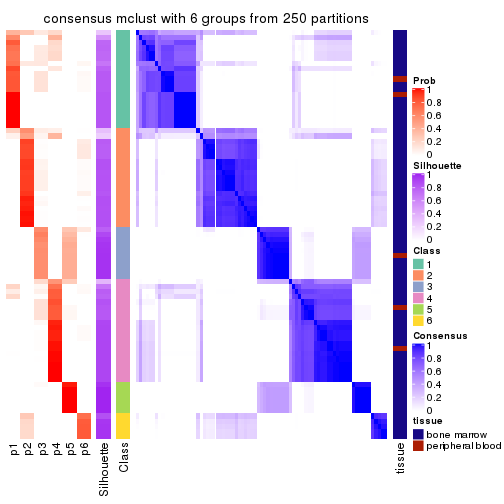 consensus mclust with 6 groups from 250 partitions
Prob
1
0.8
0.6
0.4
0.2
0
Silhouette
1
0.8
0.6
0.4
0.2
0
Class
1
2
3
4
5
6
Consensus
1
0.8
0.6
0.4
0.2
0
tissue
bone marrow
peripheral blood
p1
p2
p3
p4
p5
p6
Silhouette
Class
tissue